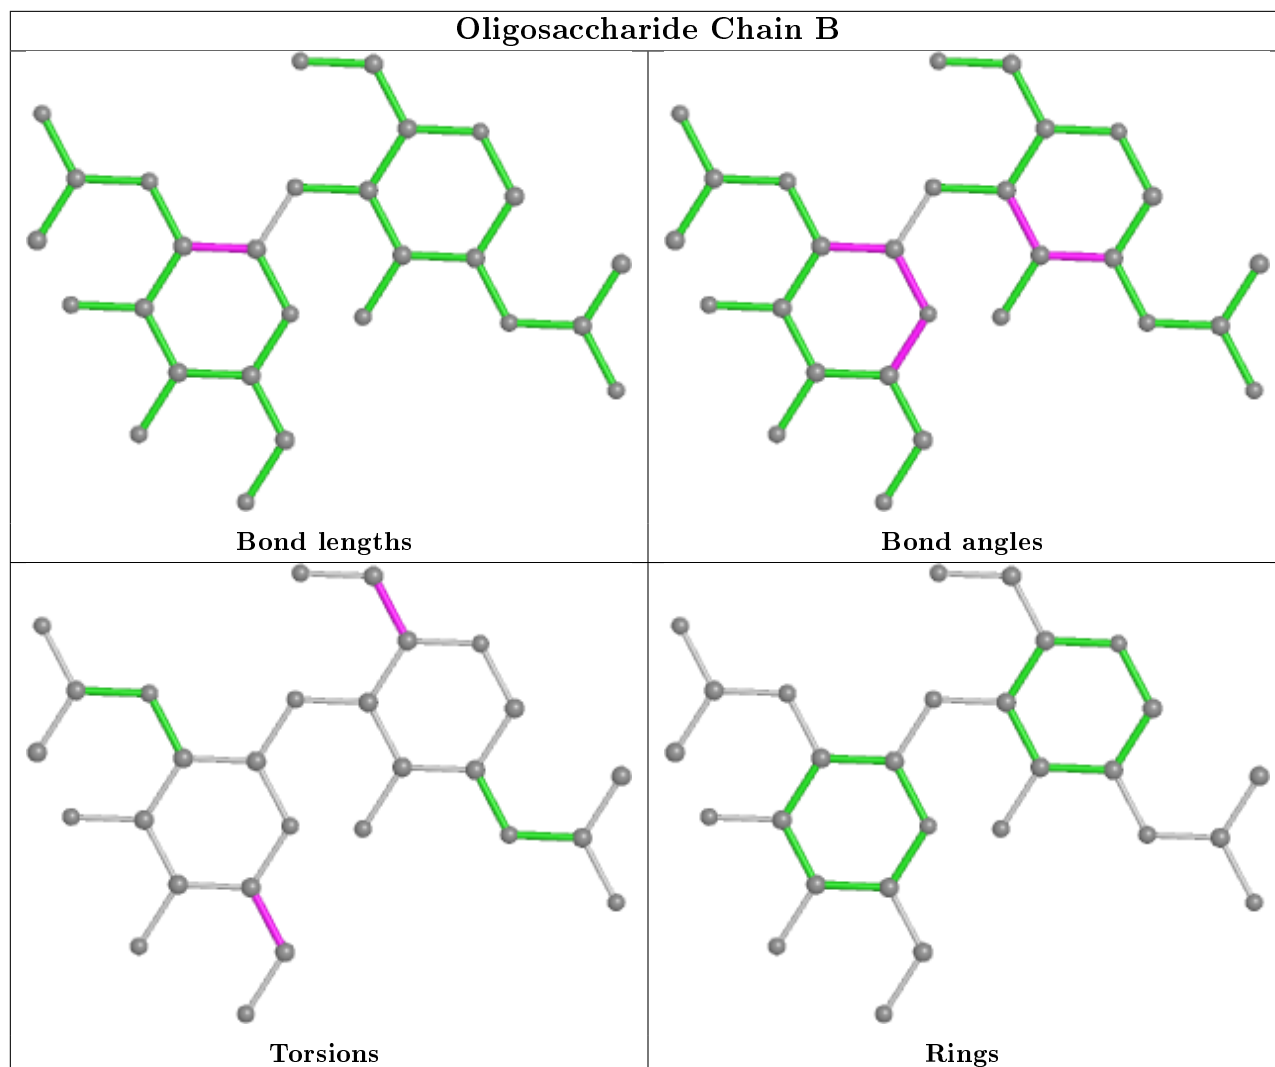 Oligosaccharide Chain B
Bond lengths
Bond angles
Torsions
Rings